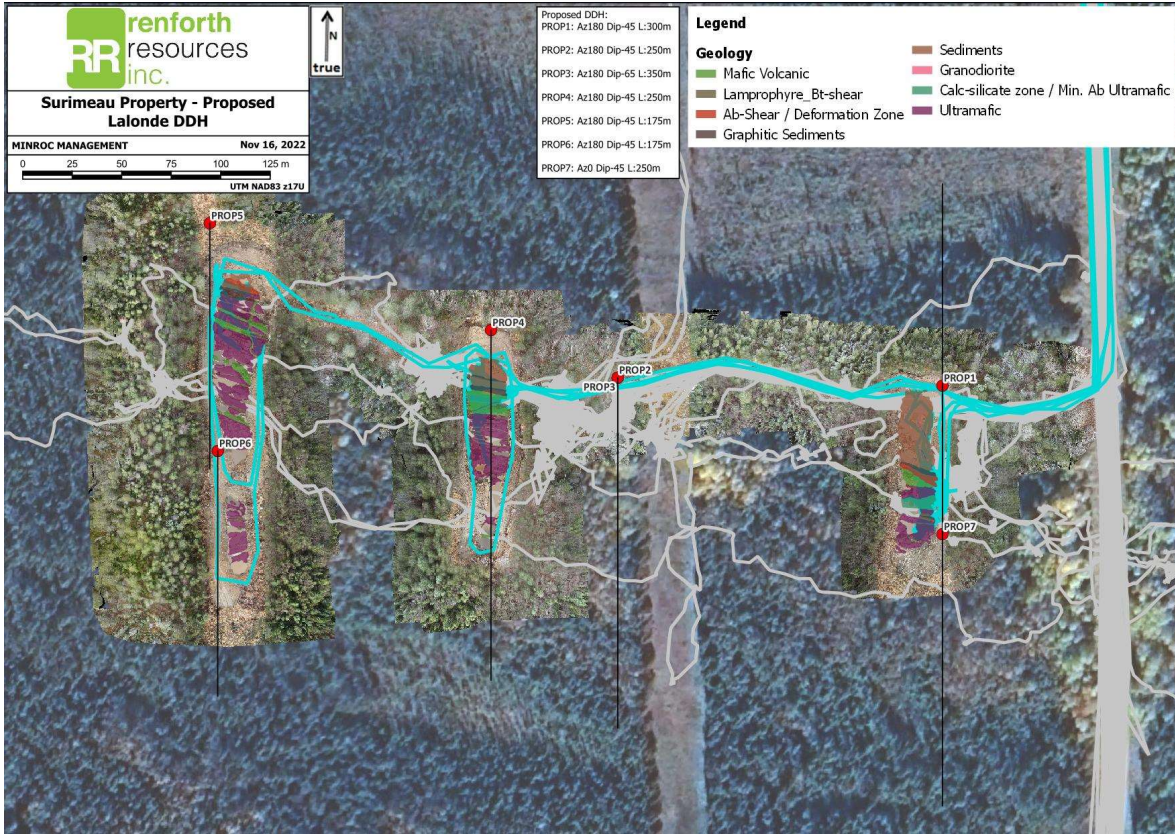 renforth
resources
inc.
RR
Surimeau Property - Proposed
Lalonde DDH
MINROC MANAGEMENT Nov 16, 2022
0 25 50 75 100 125 m
UTM NAD83 z17U
N
true
Proposed DDH:
PROP1: Az180 Dip-45 L:300m
PROP2: Az180 Dip-45 L:250m
PROP3: Az180 Dip-65 L:350m
PROP4: Az180 Dip-45 L:250m
PROP5: Az180 Dip-45 L:175m
PROP6: Az180 Dip-45 L:175m
PROP7: Az0 Dip-45 L:250m
Legend
Geology
Mafic Volcanic
Lamprophyre_Bt-shear
Ab-Shear / Deformation Zone
Graphitic Sediments
Sediments
Granodiorite
Calc-silicate zone / Min. Ab Ultramafic
Ultramafic
PROP5
PROP4
PROP2
PROP3
PROP1
PROP6
PROP7